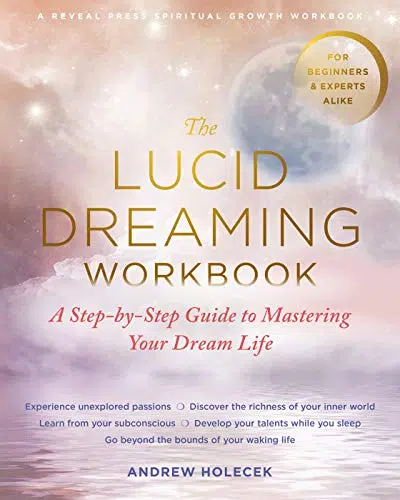 A REVEAL PRESS SPIRITUAL GROWTH WORKBOOK
FOR
BEGINNERS
& EXPERTS
ALIKE
The
LUCID
DREAMING
WORKBOOK
A Step-by-Step Guide to Mastering
Your Dream Life
Experience unexplored passions ❍ Discover the richness of your inner world
Learn from your subconscious ❍ Develop your talents while you sleep
Go beyond the bounds of your waking life
ANDREW HOLECEK